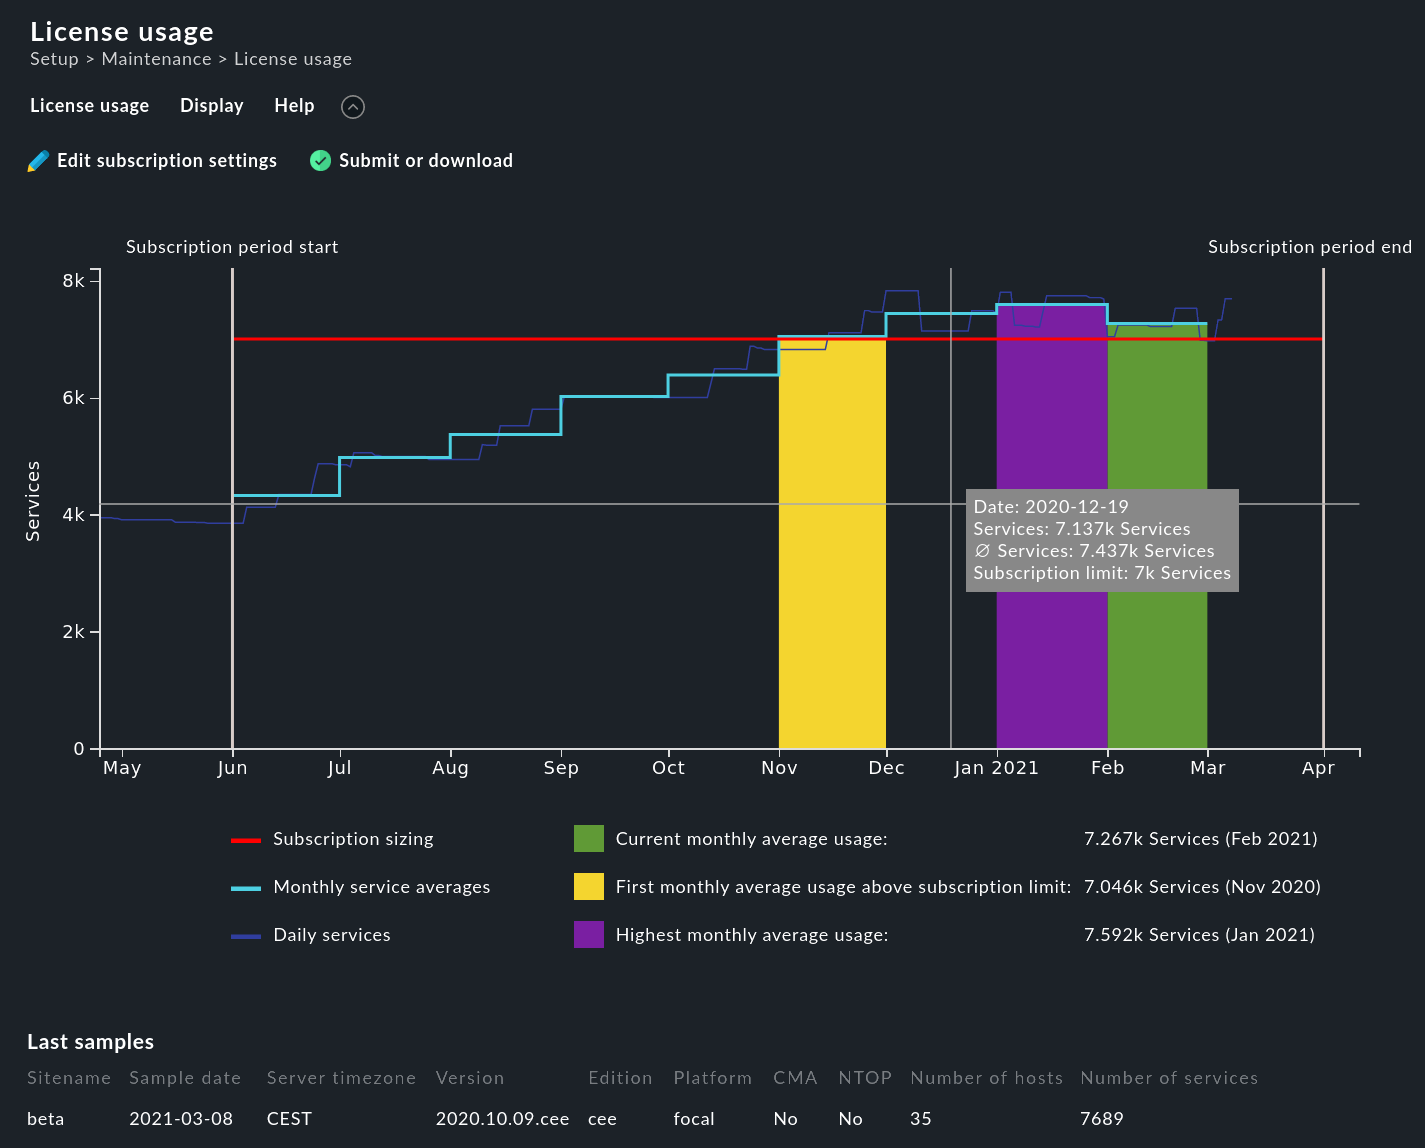 License usage
Setup > Maintenance > License usage
License usage Display Help
Edit subscription settings Submit or download
Subscription period start Subscription period end
8k
6k
4k
2k
0
Services
Date: 2020-12-19
Services: 7.137k Services
∅ Services: 7.437k Services
Subscription limit: 7k Services
May Jun Jul Aug Sep Oct Nov Dec Jan 2021 Feb Mar Apr
Subscription sizing Current monthly average usage: 7.267k Services (Feb 2021)
Monthly service averages First monthly average usage above subscription limit: 7.046k Services (Nov 2020)
Daily services Highest monthly average usage: 7.592k Services (Jan 2021)
Last samples
Sitename Sample date Server timezone Version Edition Platform CMA NTOP Number of hosts Number of services
beta 2021-03-08 CEST 2020.10.09.cee cee focal No No 35 7689